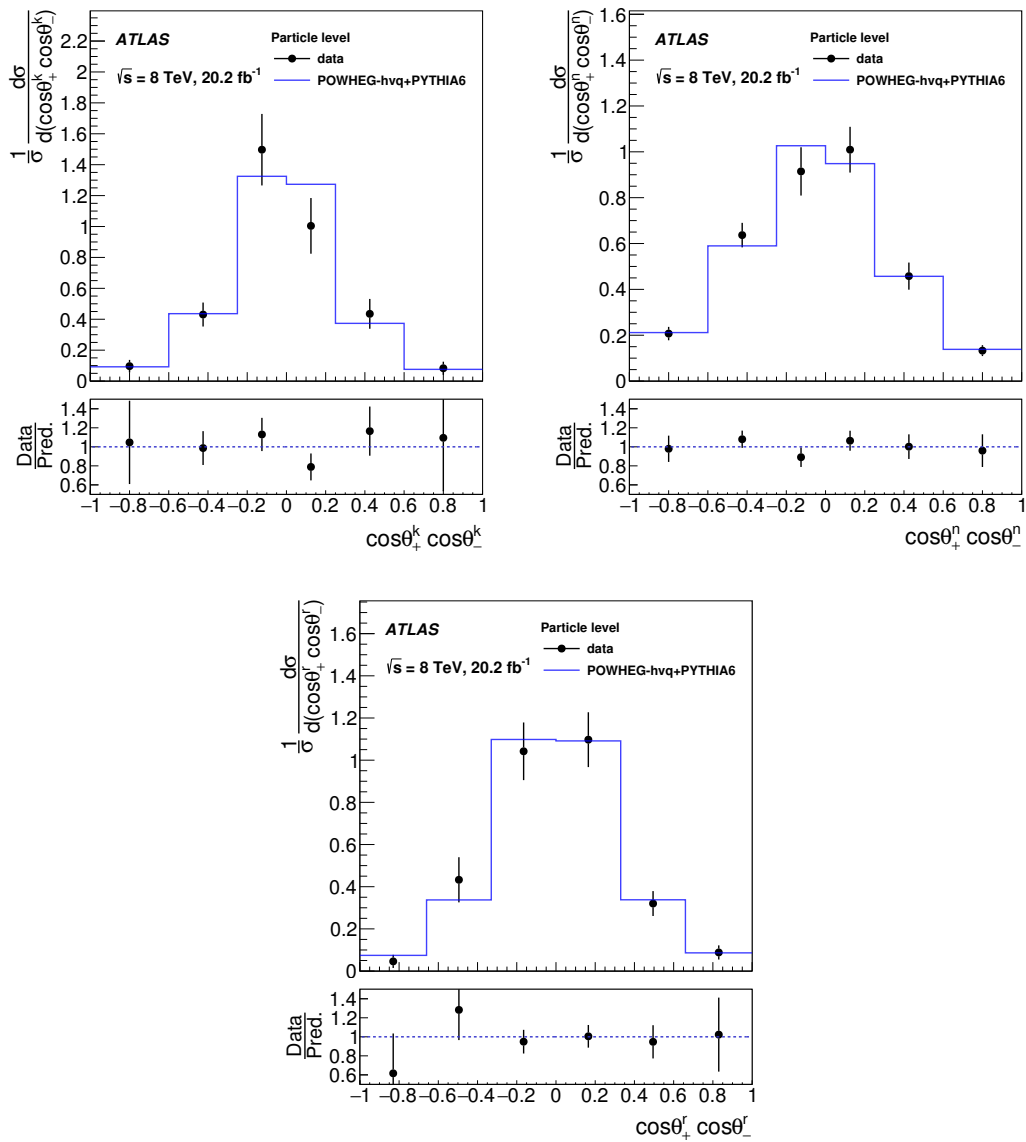 ATLAS
Particle level
data
√s = 8 TeV, 20.2 fb⁻¹
POWHEG-hvq+PYTHIA6
1/σ dσ/d(cosθ₊ᵏ cosθ₋ᵏ)
2.2
2
1.8
1.6
1.4
1.2
1
0.8
0.6
0.4
0.2
0
Data/Pred.
1.4
1.2
1
0.8
0.6
−1 −0.8 −0.6 −0.4 −0.2 0 0.2 0.4 0.6 0.8 1
cosθ₊ᵏ cosθ₋ᵏ
ATLAS
Particle level
data
√s = 8 TeV, 20.2 fb⁻¹
POWHEG-hvq+PYTHIA6
1/σ dσ/d(cosθ₊ⁿ cosθ₋ⁿ)
1.6
1.4
1.2
1
0.8
0.6
0.4
0.2
0
Data/Pred.
1.4
1.2
1
0.8
0.6
−1 −0.8 −0.6 −0.4 −0.2 0 0.2 0.4 0.6 0.8 1
cosθ₊ⁿ cosθ₋ⁿ
ATLAS
Particle level
data
√s = 8 TeV, 20.2 fb⁻¹
POWHEG-hvq+PYTHIA6
1/σ dσ/d(cosθ₊ʳ cosθ₋ʳ)
1.6
1.4
1.2
1
0.8
0.6
0.4
0.2
0
Data/Pred.
1.4
1.2
1
0.8
0.6
−1 −0.8 −0.6 −0.4 −0.2 0 0.2 0.4 0.6 0.8 1
cosθ₊ʳ cosθ₋ʳ